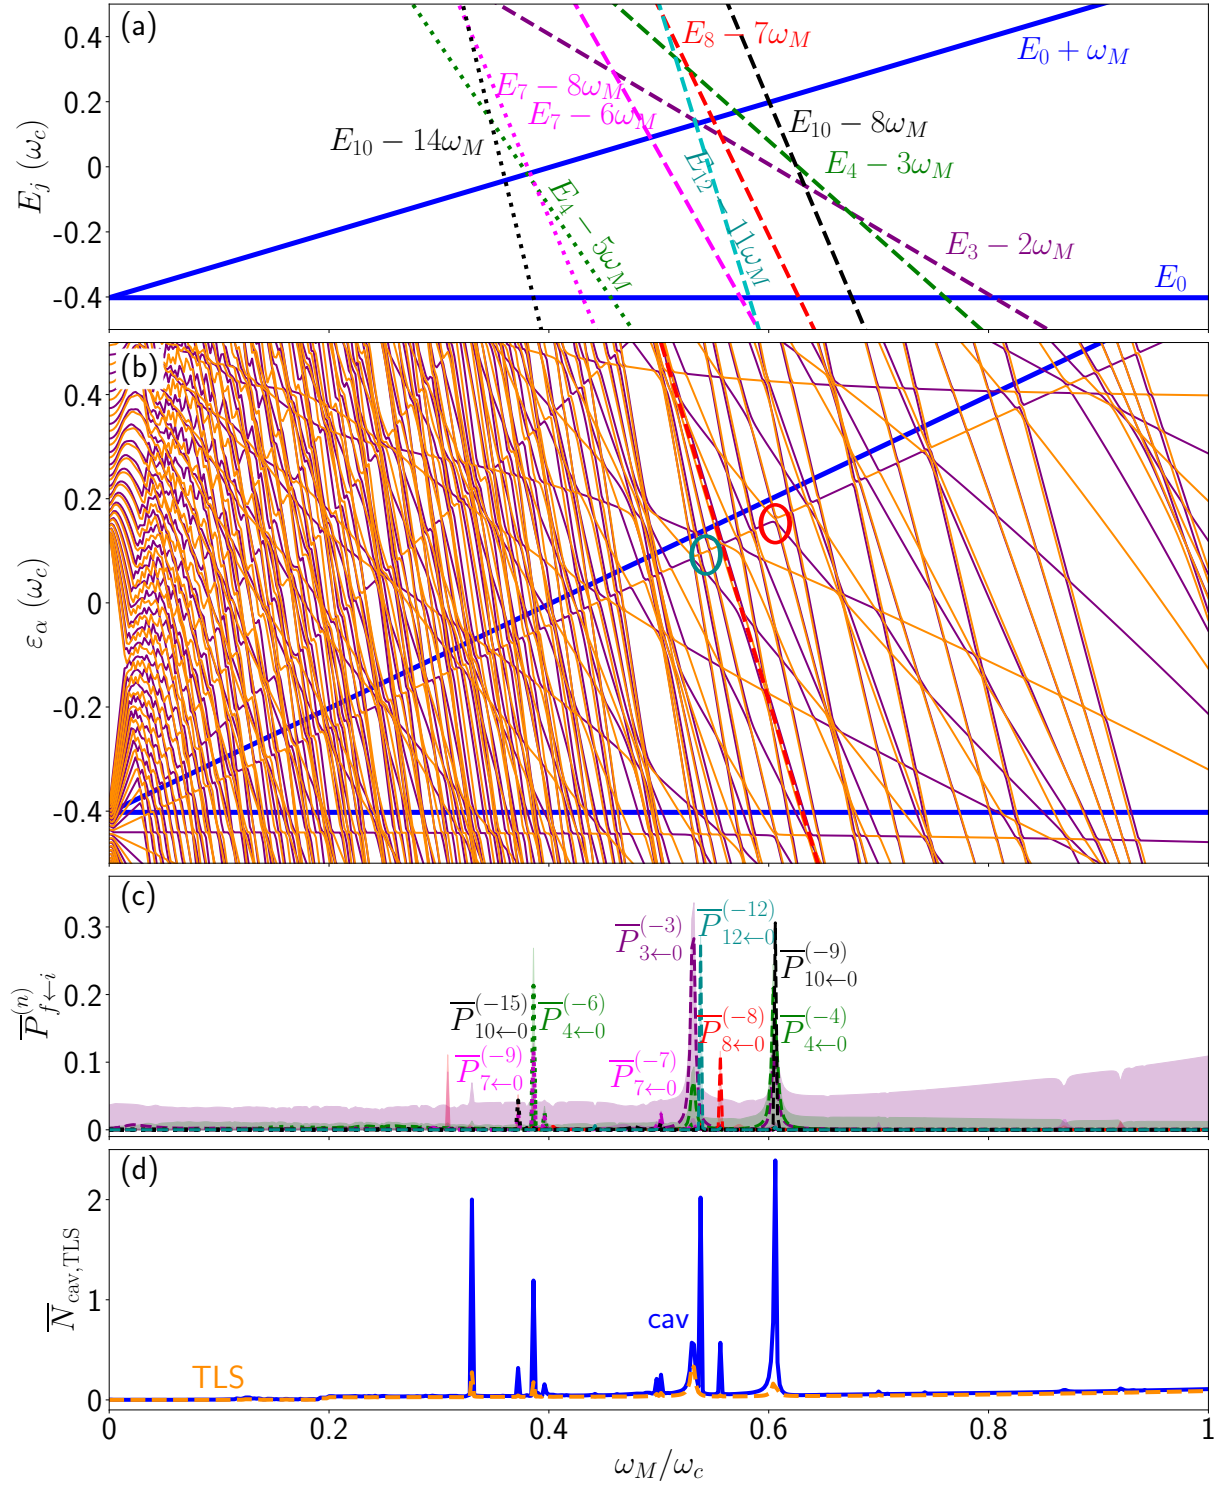 (a)
E_j (ω_c)
0.4
0.2
0
-0.2
-0.4
E_8 − 7ω_M
E_0 + ω_M
E_7 − 8ω_M
E_7 − 6ω_M
E_10 − 14ω_M
E_10 − 8ω_M
E_4 − 3ω_M
E_4 − 5ω_M
E_12 − 11ω_M
E_3 − 2ω_M
E_0
(b)
ε_α (ω_c)
0.4
0.2
0
-0.2
-0.4
(c)
P̅^(n)_{f←i}
0.3
0.2
0.1
0
P̅^(−3)_{3←0}
P̅^(−12)_{12←0}
P̅^(−9)_{10←0}
P̅^(−15)_{10←0}
P̅^(−6)_{4←0}
P̅^(−8)_{8←0}
P̅^(−4)_{4←0}
P̅^(−9)_{7←0}
P̅^(−7)_{7←0}
(d)
N̅_{cav,TLS}
2
1
0
cav
TLS
0 0.2 0.4 0.6 0.8 1
ω_M/ω_c